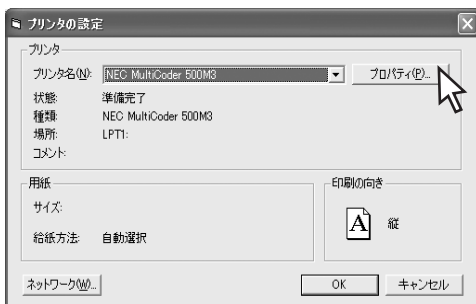 プリンタの設定
プリンタ
プリンタ名(N): NEC MultiCoder 500M3 プロパティ(P)...
状態: 準備完了
種類: NEC MultiCoder 500M3
場所: LPT1:
コメント:
用紙
サイズ:
給紙方法: 自動選択
印刷の向き
A 縦
ネットワーク(W)... OK キャンセル